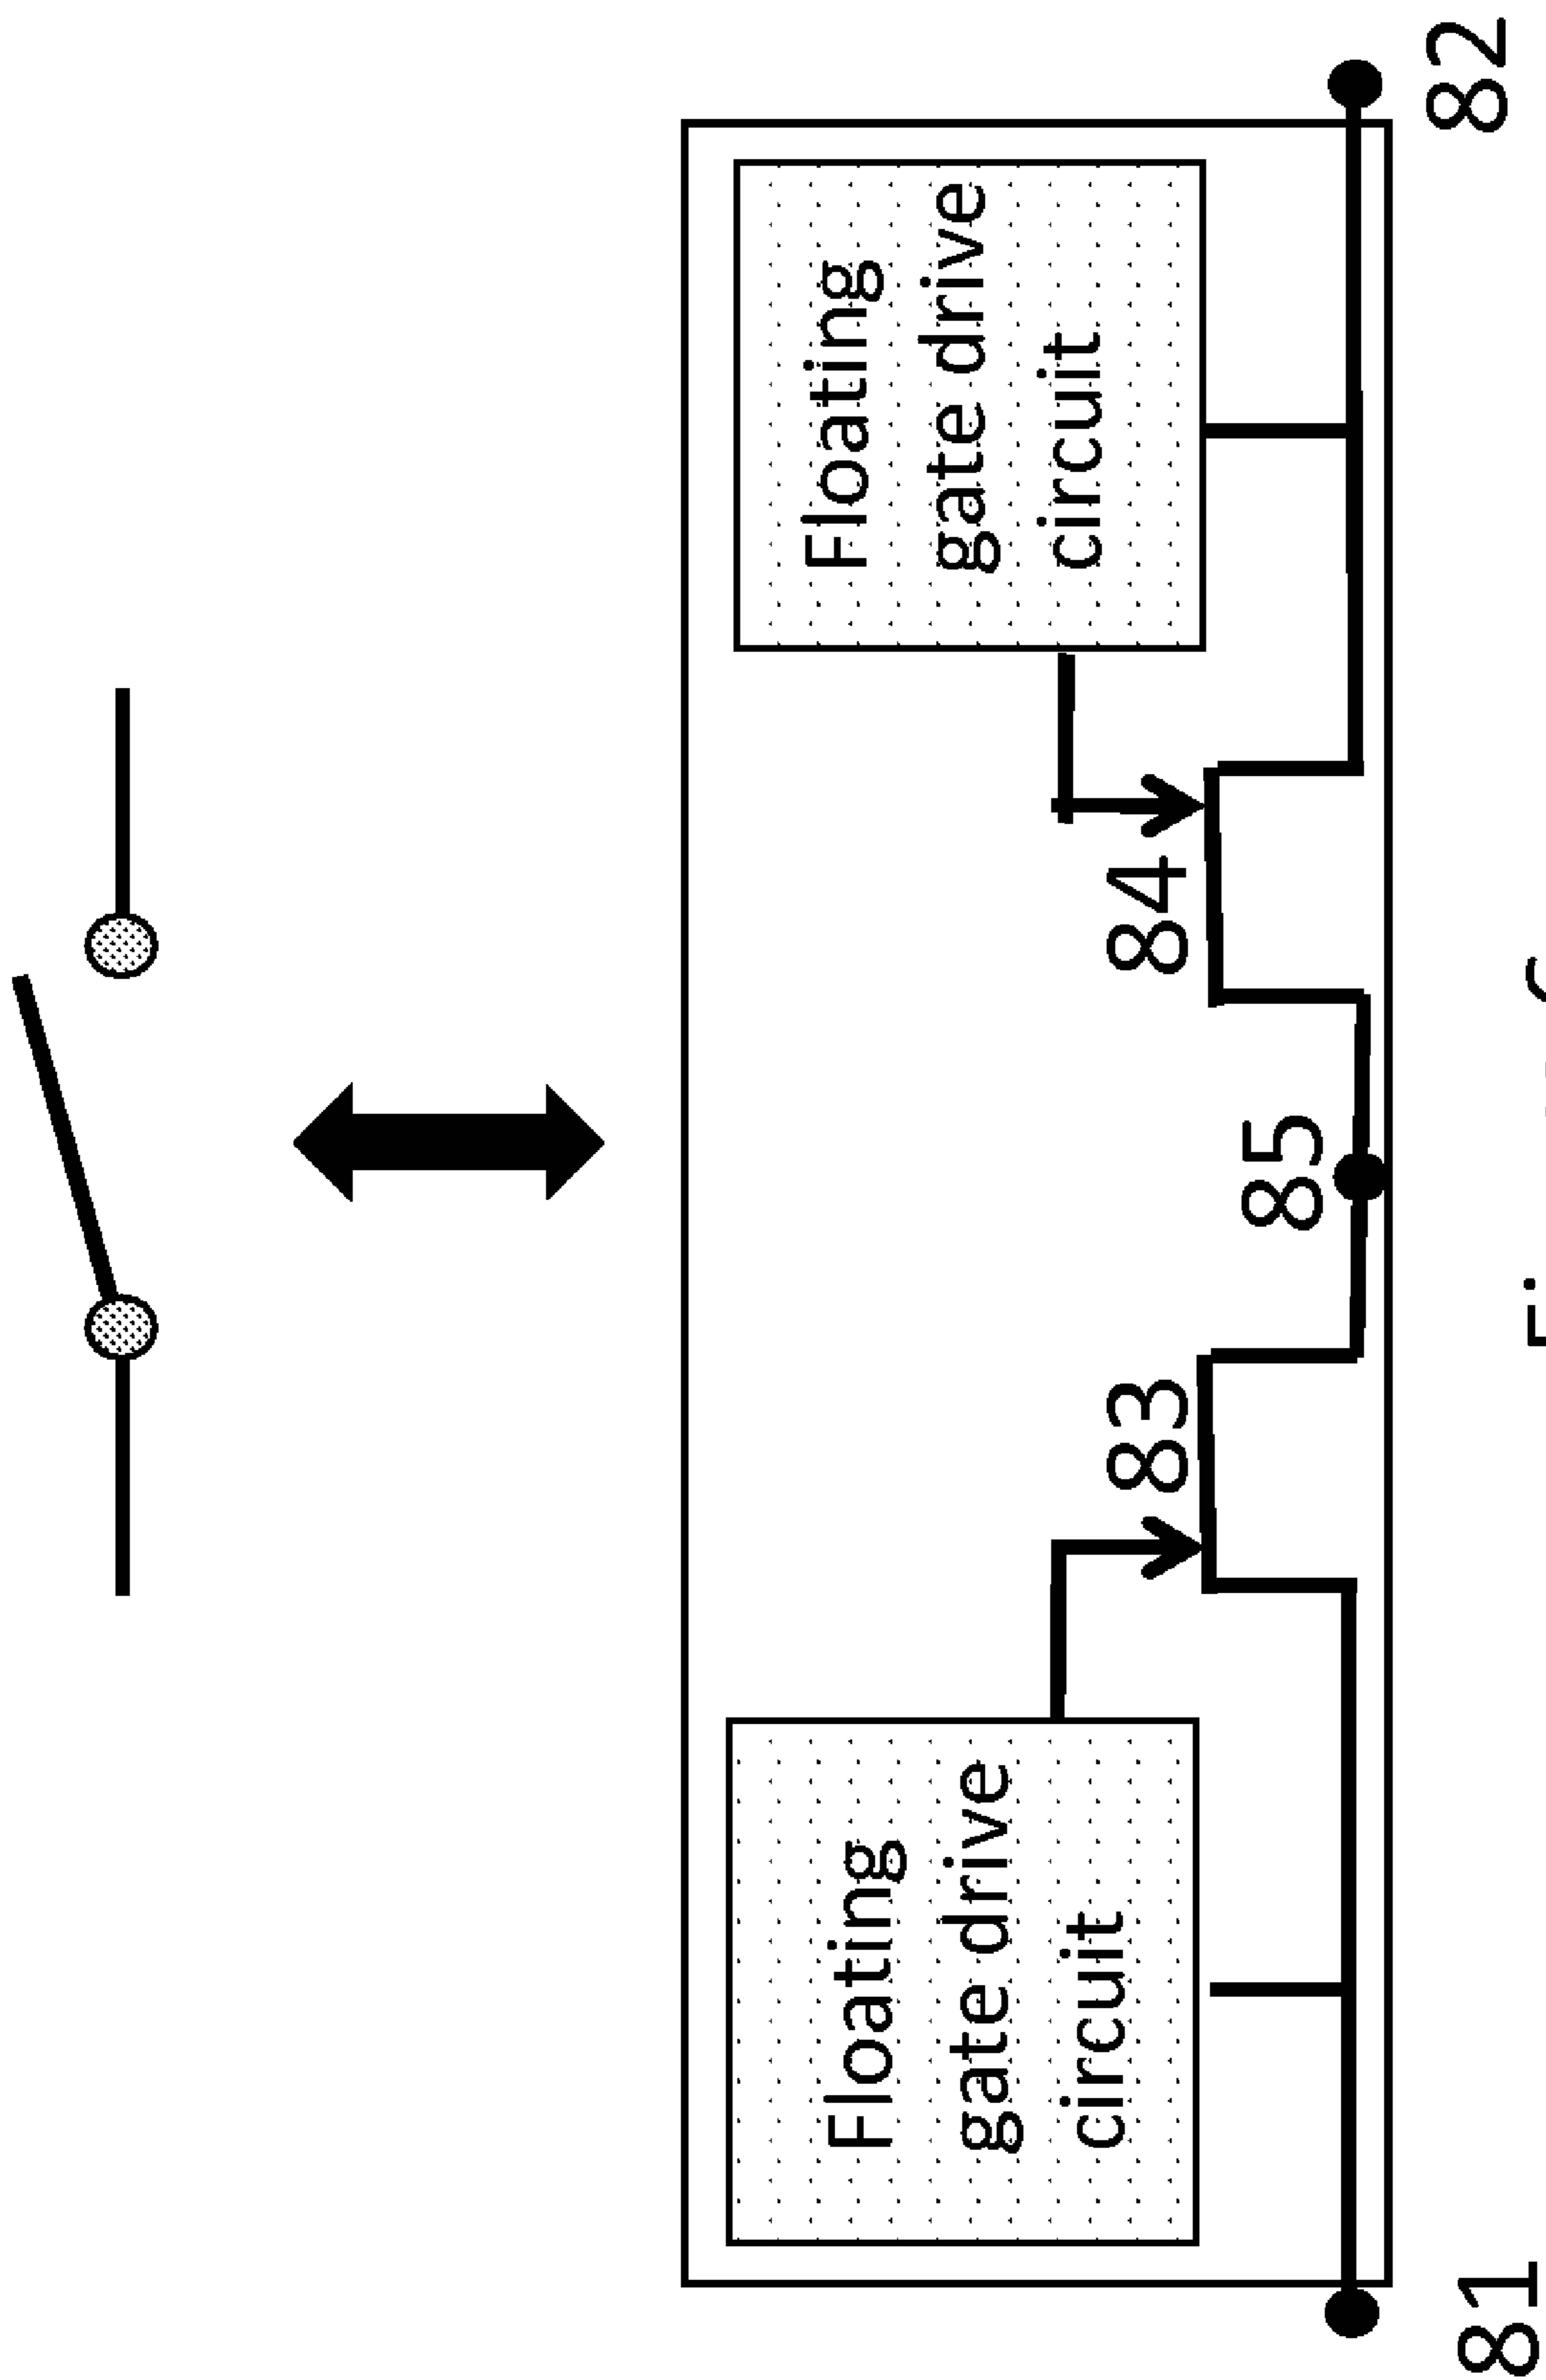 Floating
gate drive
circuit
83
85
84
Floating
gate drive
circuit
81
82